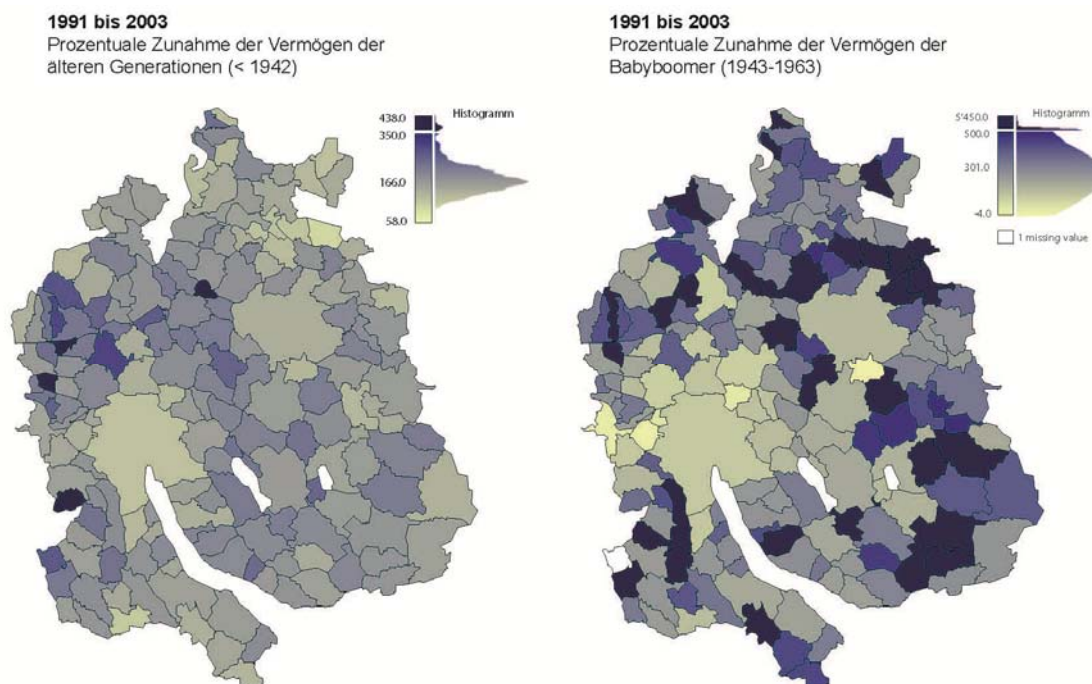 1991 bis 2003
Prozentuale Zunahme der Vermögen der
älteren Generationen (< 1942)
438.0
350.0
166.0
58.0
Histogramm
1991 bis 2003
Prozentuale Zunahme der Vermögen der
Babyboomer (1943-1963)
5'450.0
500.0
301.0
-4.0
Histogramm
1 missing value